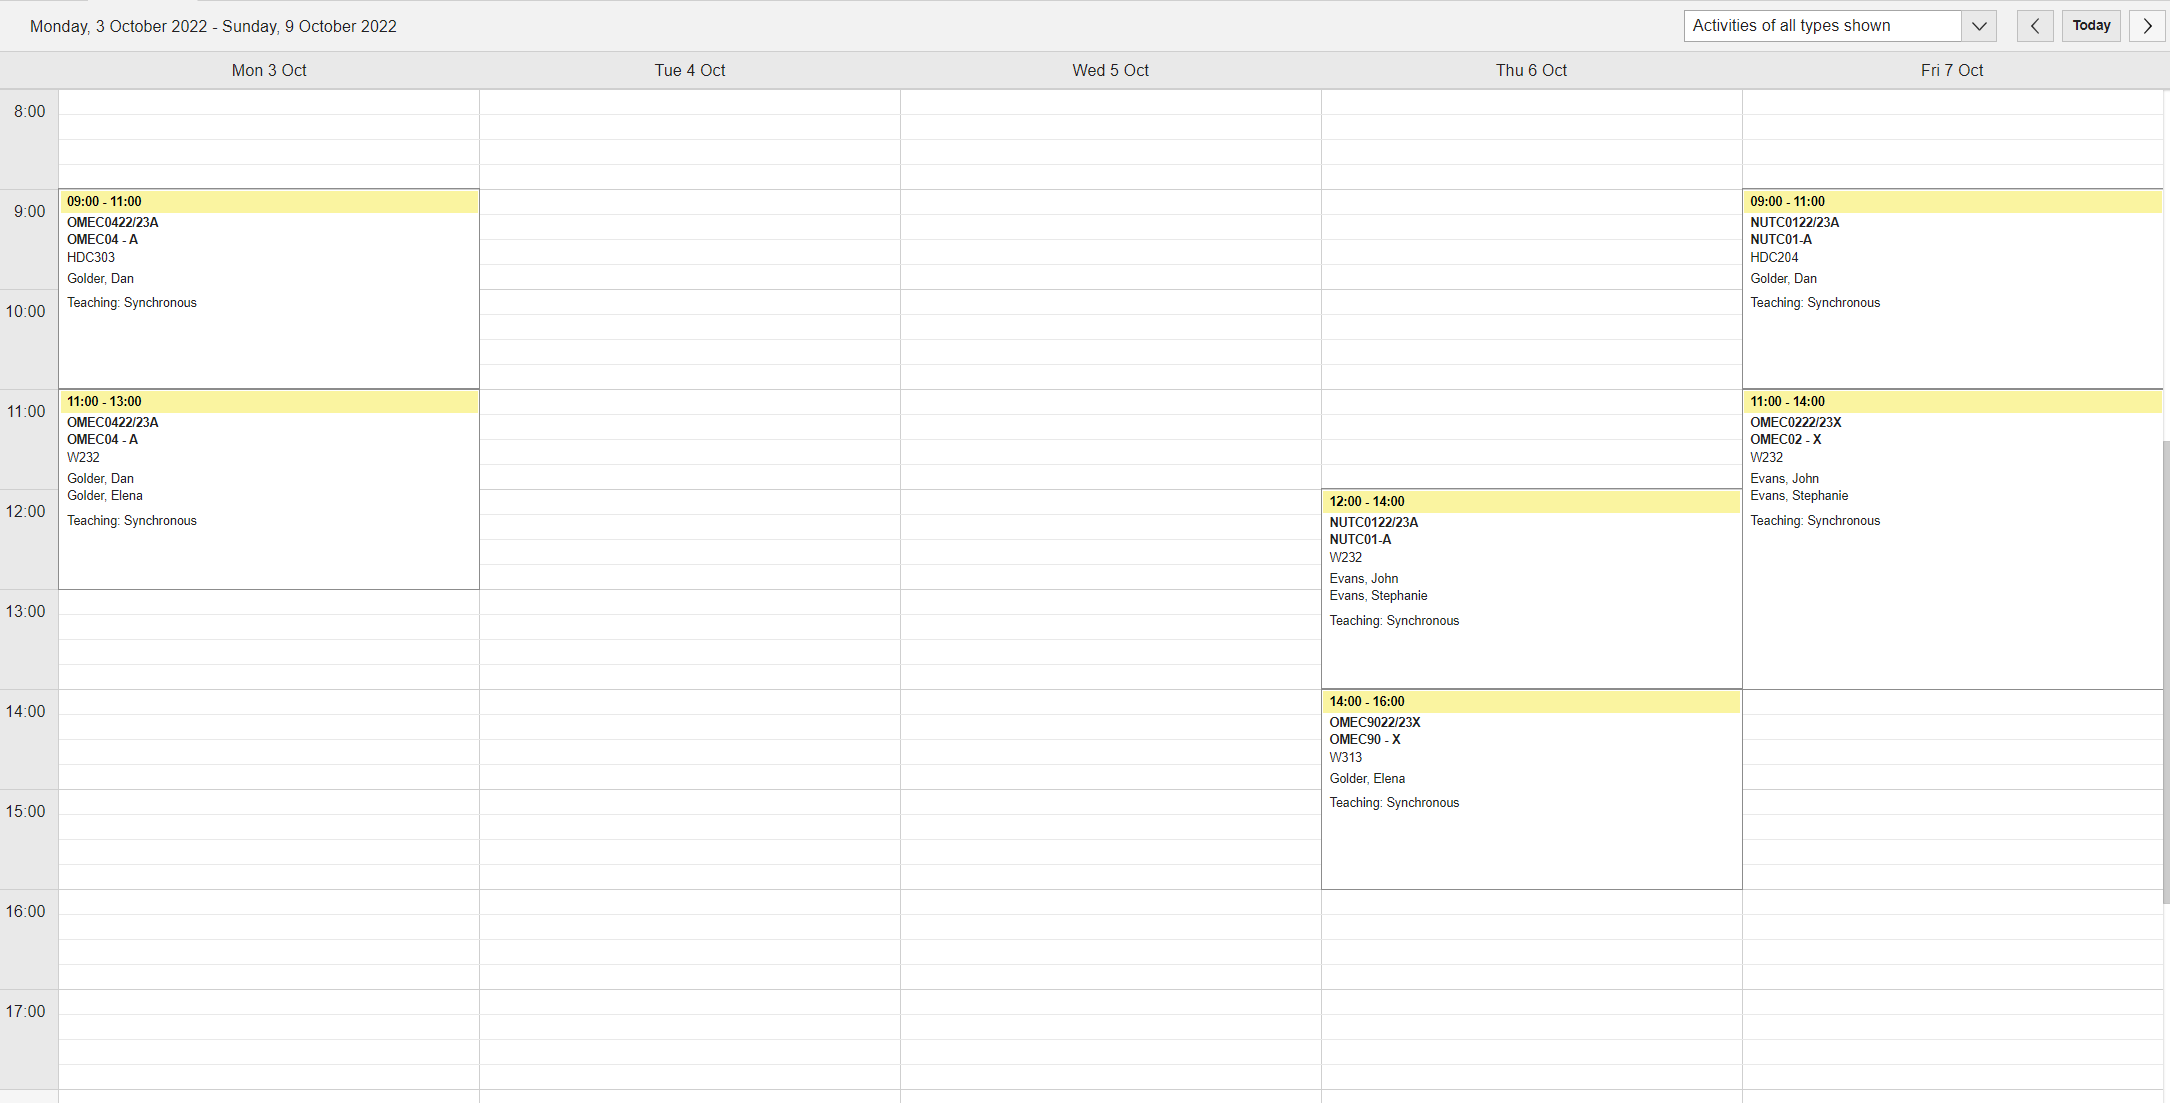 Monday, 3 October 2022 - Sunday, 9 October 2022
Activities of all types shown
Today
Mon 3 Oct
Tue 4 Oct
Wed 5 Oct
Thu 6 Oct
Fri 7 Oct
8:00
9:00
10:00
11:00
12:00
13:00
14:00
15:00
16:00
17:00
09:00 - 11:00
OMEC0422/23A
OMEC04 - A
HDC303
Golder, Dan
Teaching: Synchronous
11:00 - 13:00
OMEC0422/23A
OMEC04 - A
W232
Golder, Dan
Golder, Elena
Teaching: Synchronous
12:00 - 14:00
NUTC0122/23A
NUTC01-A
W232
Evans, John
Evans, Stephanie
Teaching: Synchronous
14:00 - 16:00
OMEC9022/23X
OMEC90 - X
W313
Golder, Elena
Teaching: Synchronous
09:00 - 11:00
NUTC0122/23A
NUTC01-A
HDC204
Golder, Dan
Teaching: Synchronous
11:00 - 14:00
OMEC0222/23X
OMEC02 - X
W232
Evans, John
Evans, Stephanie
Teaching: Synchronous